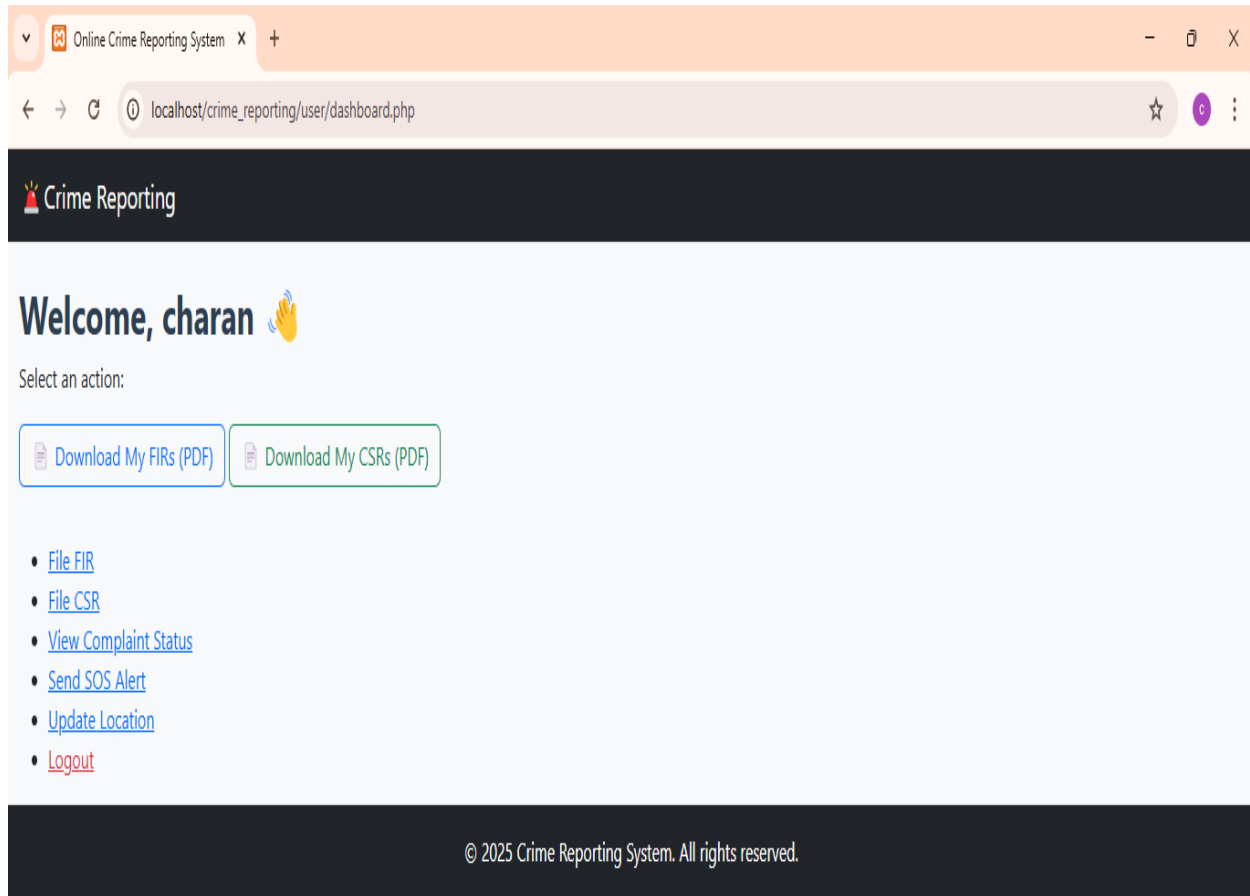 Online Crime Reporting System
localhost/crime_reporting/user/dashboard.php
c
Crime Reporting
Welcome, charan 👋
Select an action:
Download My FIRs (PDF) Download My CSRs (PDF)
File FIR
File CSR
View Complaint Status
Send SOS Alert
Update Location
Logout
© 2025 Crime Reporting System. All rights reserved.